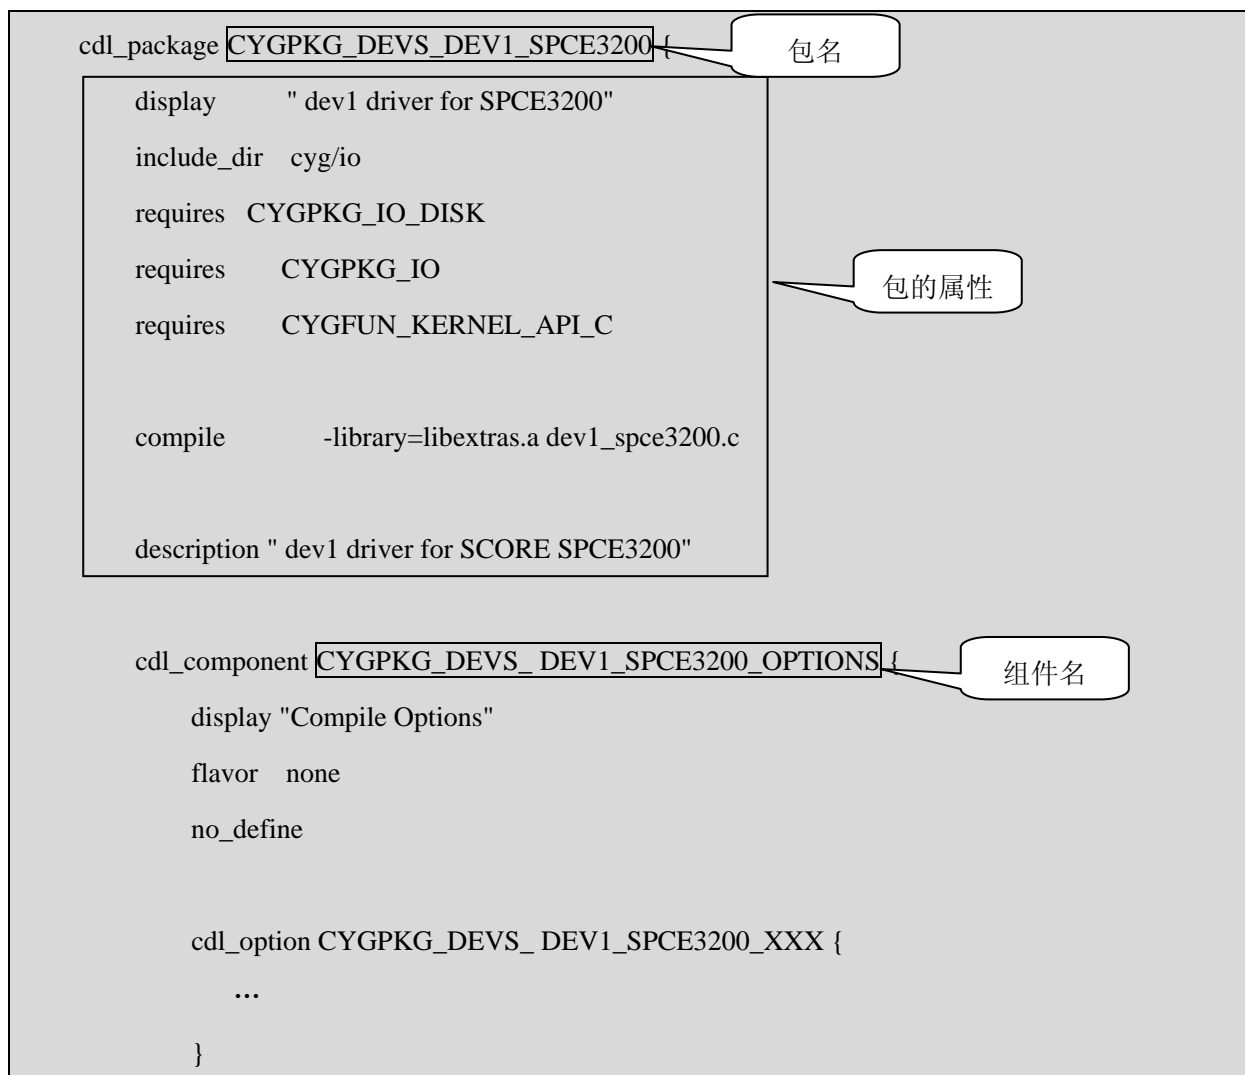 cdl_package CYGPKG_DEVS_DEV1_SPCE3200 {
包名
display " dev1 driver for SPCE3200"
include_dir cyg/io
requires CYGPKG_IO_DISK
requires CYGPKG_IO
包的属性
requires CYGFUN_KERNEL_API_C
compile -library=libextras.a dev1_spce3200.c
description " dev1 driver for SCORE SPCE3200"
cdl_component CYGPKG_DEVS_ DEV1_SPCE3200_OPTIONS {
组件名
display "Compile Options"
flavor none
no_define
cdl_option CYGPKG_DEVS_ DEV1_SPCE3200_XXX {
…
}